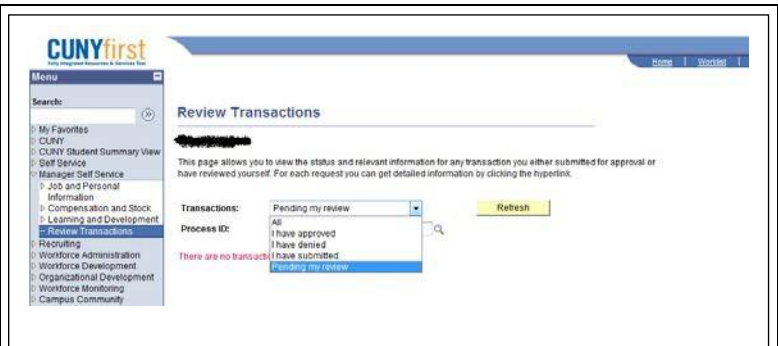 CUNYfirst
Fully Integrated Resources & Services Tool
Home | Worklist |
Menu
Search:
My Favorites
CUNY
CUNY Student Summary View
Self Service
Manager Self Service
Job and Personal
Information
Compensation and Stock
Learning and Development
Review Transactions
Recruiting
Workforce Administration
Workforce Development
Organizational Development
Workforce Monitoring
Campus Community
Review Transactions
This page allows you to view the status and relevant information for any transaction you either submitted for approval or
have reviewed yourself. For each request you can get detailed information by clicking the hyperlink.
Transactions: Pending my review Refresh
All
Process ID: I have approved
I have denied
There are no transacti I have submitted
Pending my review